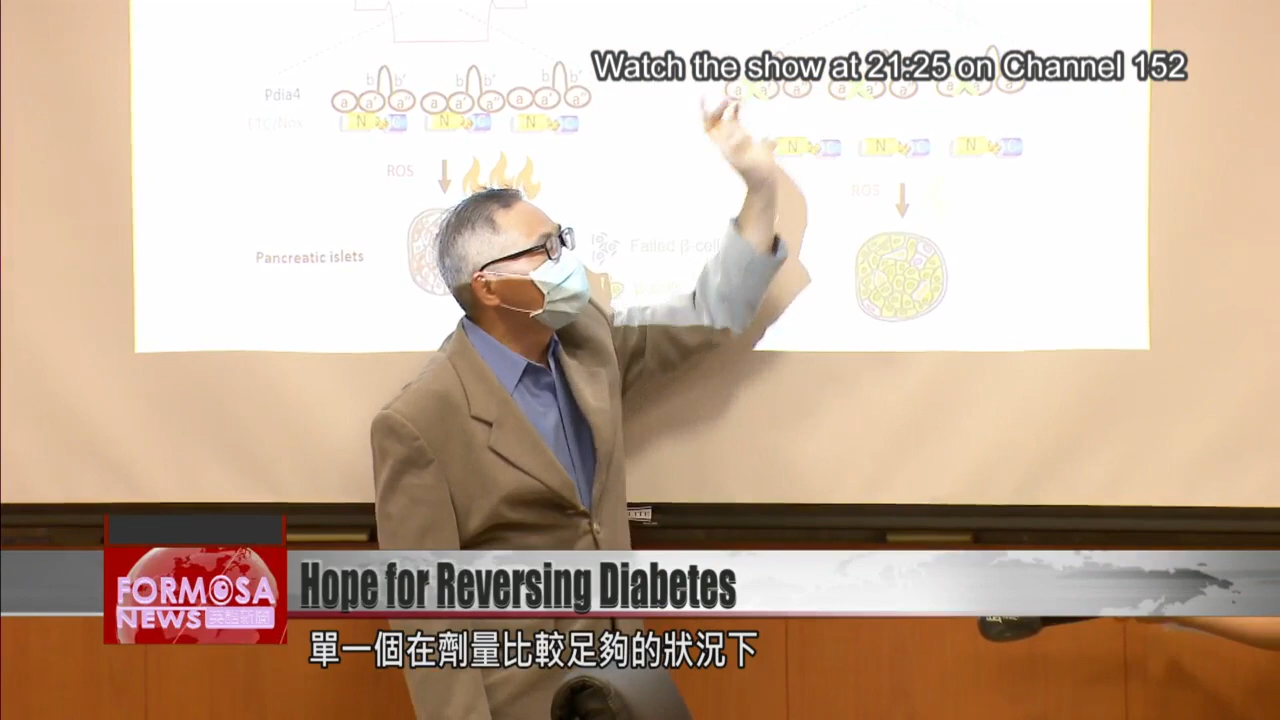 Watch the show at 21:25 on Channel 152
Pdia4
b b' b b' b b'
a a' a" a a' a" a a' a"
ETC/Nox
N C N C N C
N C N C N C
ROS
ROS
Pancreatic islets
Failed β cell
FORMOSA
NEWS 英語新聞
Hope for Reversing Diabetes
單一個在劑量比較足夠的狀況下